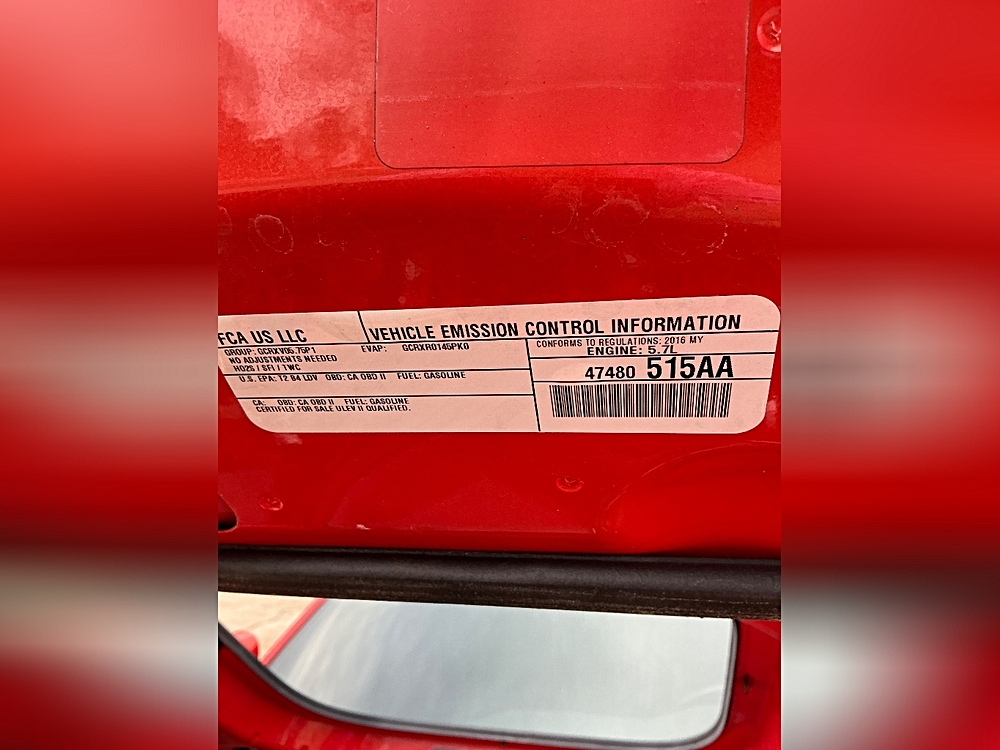 FCA US LLC
VEHICLE EMISSION CONTROL INFORMATION
GROUP: GCRXV05.75P1 EVAP: GCRXR0145PK0
NO ADJUSTMENTS NEEDED
HO2S / SFI / TWC
U.S. EPA: T2 B4 LDV OBD: CA OBD II FUEL: GASOLINE
CA: OBD: CA OBD II FUEL: GASOLINE
CERTIFIED FOR SALE ULEV II QUALIFIED.
CONFORMS TO REGULATIONS: 2016 MY
ENGINE: 5.7L
47480 515AA